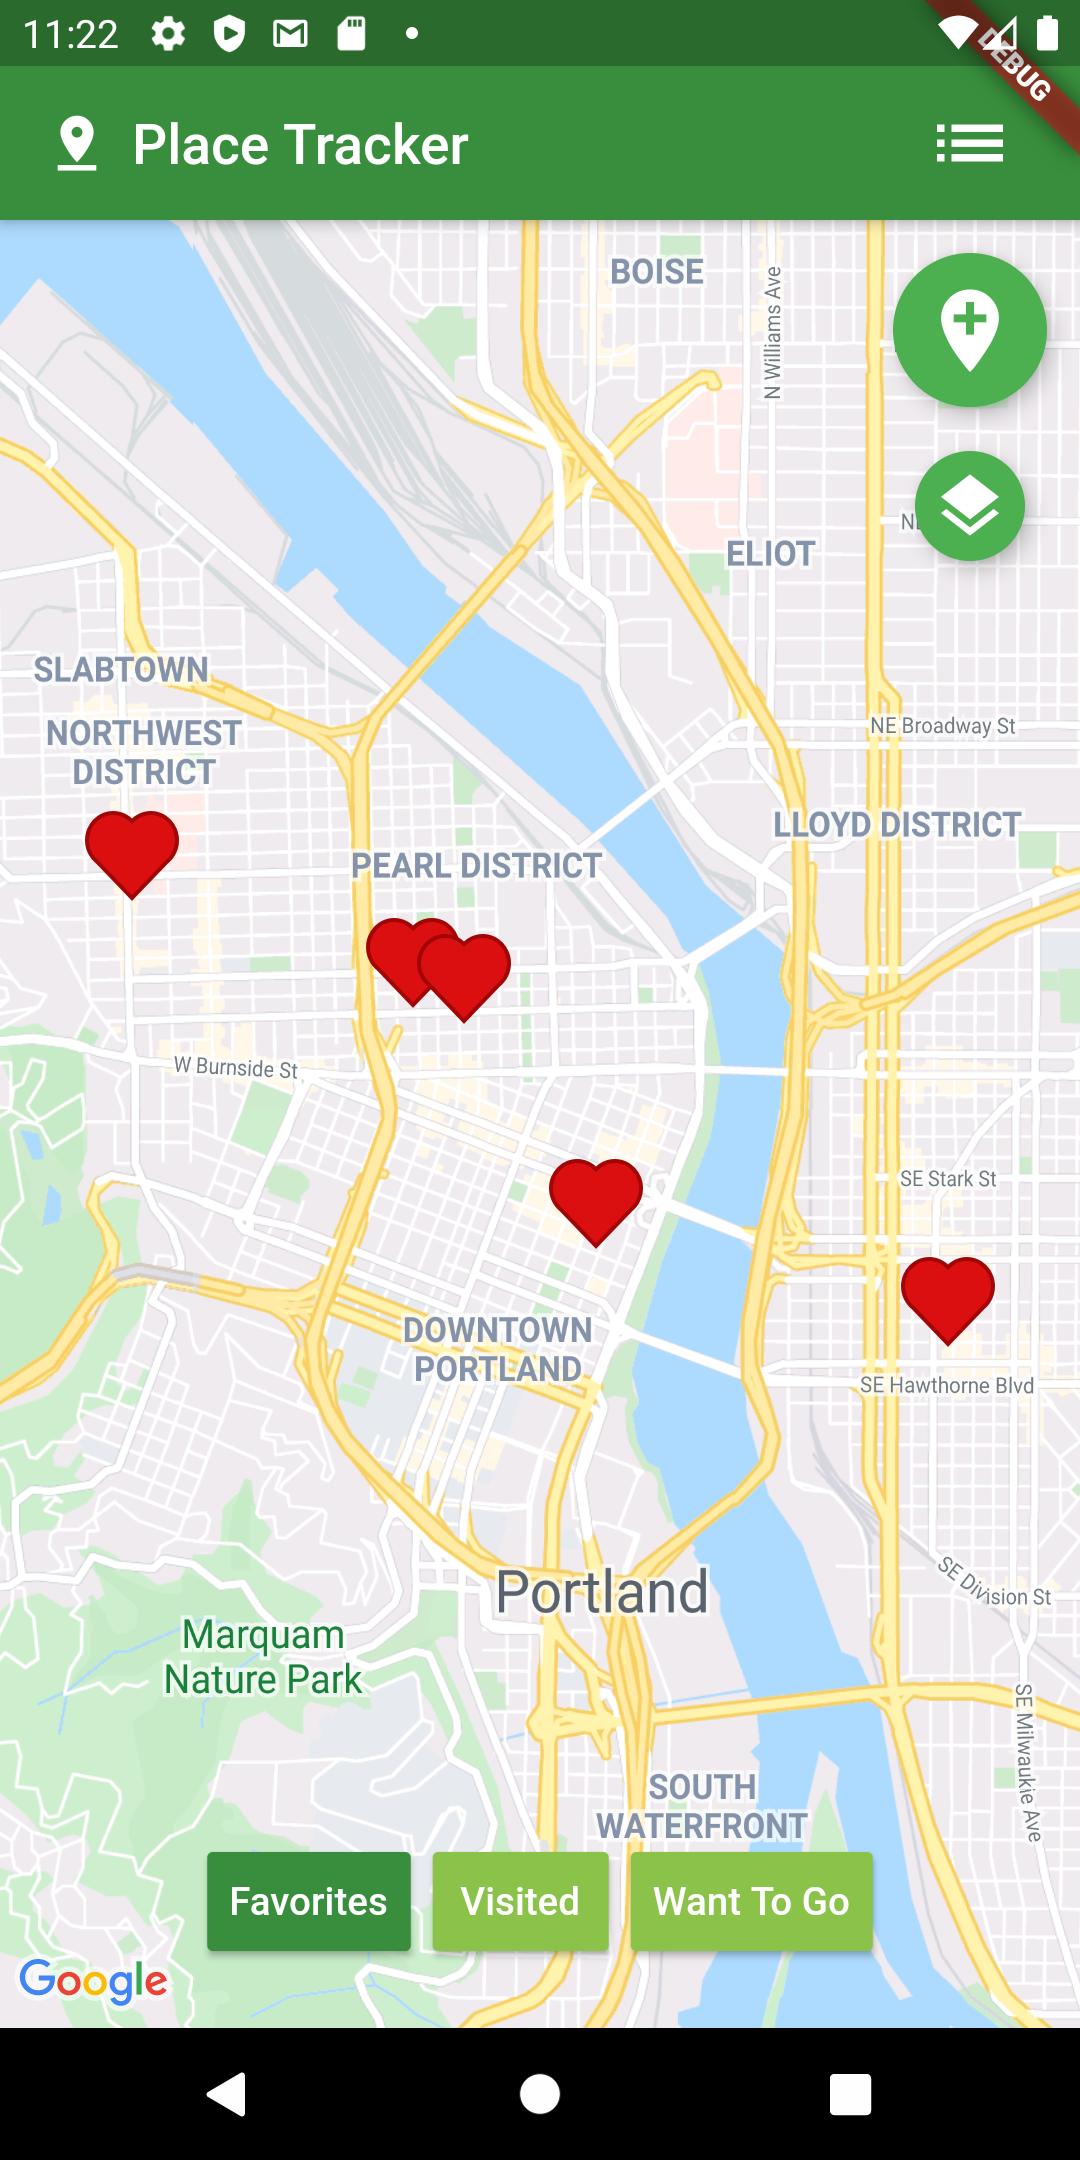 11:22
DEBUG
Place Tracker
BOISE
N Williams Ave
ELIOT
SLABTOWN
NORTHWEST
DISTRICT
NE Broadway St
LLOYD DISTRICT
PEARL DISTRICT
W Burnside St
SE Stark St
DOWNTOWN
PORTLAND
SE Hawthorne Blvd
Portland
SE Division St
Marquam
Nature Park
SE Milwaukie Ave
SOUTH
WATERFRONT
Favorites
Visited
Want To Go
Google